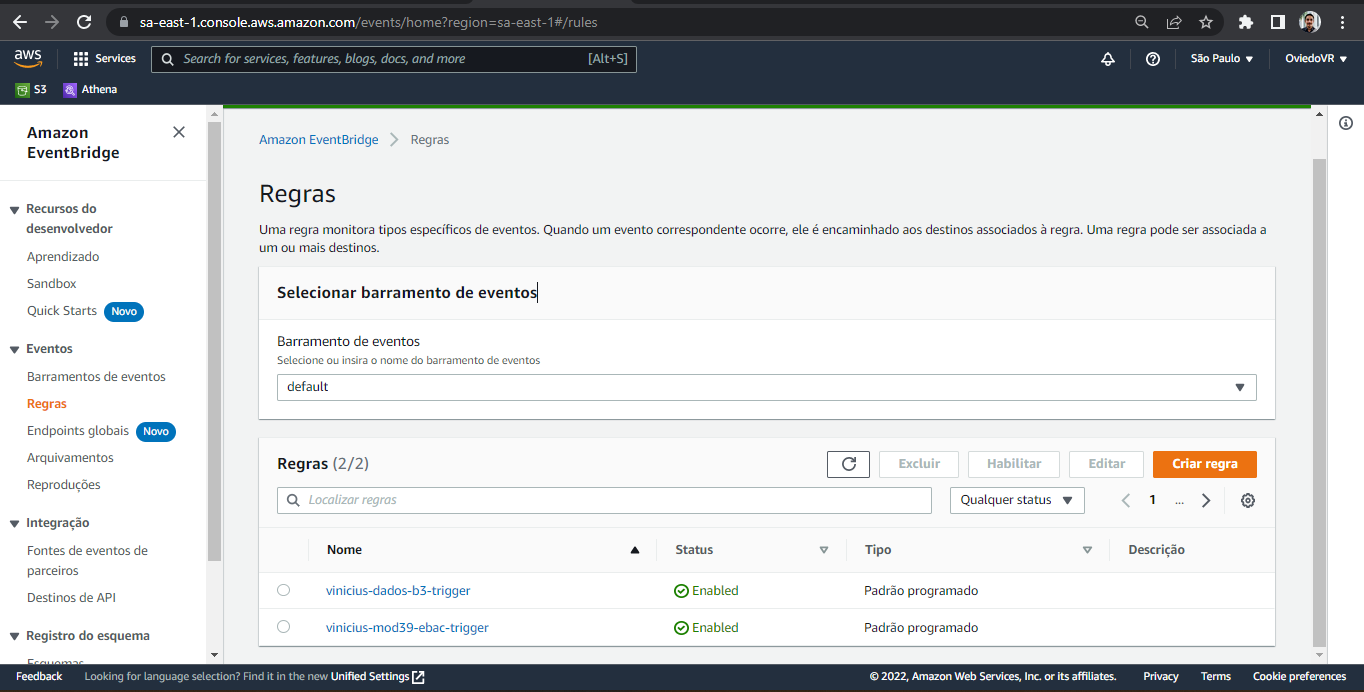 sa-east-1.console.aws.amazon.com/events/home?region=sa-east-1#/rules
aws
Services
Search for services, features, blogs, docs, and more
[Alt+S]
São Paulo
OviedoVR
S3
Athena
Amazon
EventBridge
Recursos do
desenvolvedor
Aprendizado
Sandbox
Quick Starts Novo
Eventos
Barramentos de eventos
Regras
Endpoints globais Novo
Arquivamentos
Reproduções
Integração
Fontes de eventos de
parceiros
Destinos de API
Registro do esquema
Esquemas
Amazon EventBridge
Regras
Regras
Uma regra monitora tipos específicos de eventos. Quando um evento correspondente ocorre, ele é encaminhado aos destinos associados à regra. Uma regra pode ser associada a
um ou mais destinos.
Selecionar barramento de eventos
Barramento de eventos
Selecione ou insira o nome do barramento de eventos
default
Regras (2/2)
Excluir
Habilitar
Editar
Criar regra
Localizar regras
Qualquer status
1
...
Nome
Status
Tipo
Descrição
vinicius-dados-b3-trigger
Enabled
Padrão programado
vinicius-mod39-ebac-trigger
Enabled
Padrão programado
Feedback
Looking for language selection? Find it in the new Unified Settings
© 2022, Amazon Web Services, Inc. or its affiliates.
Privacy
Terms
Cookie preferences